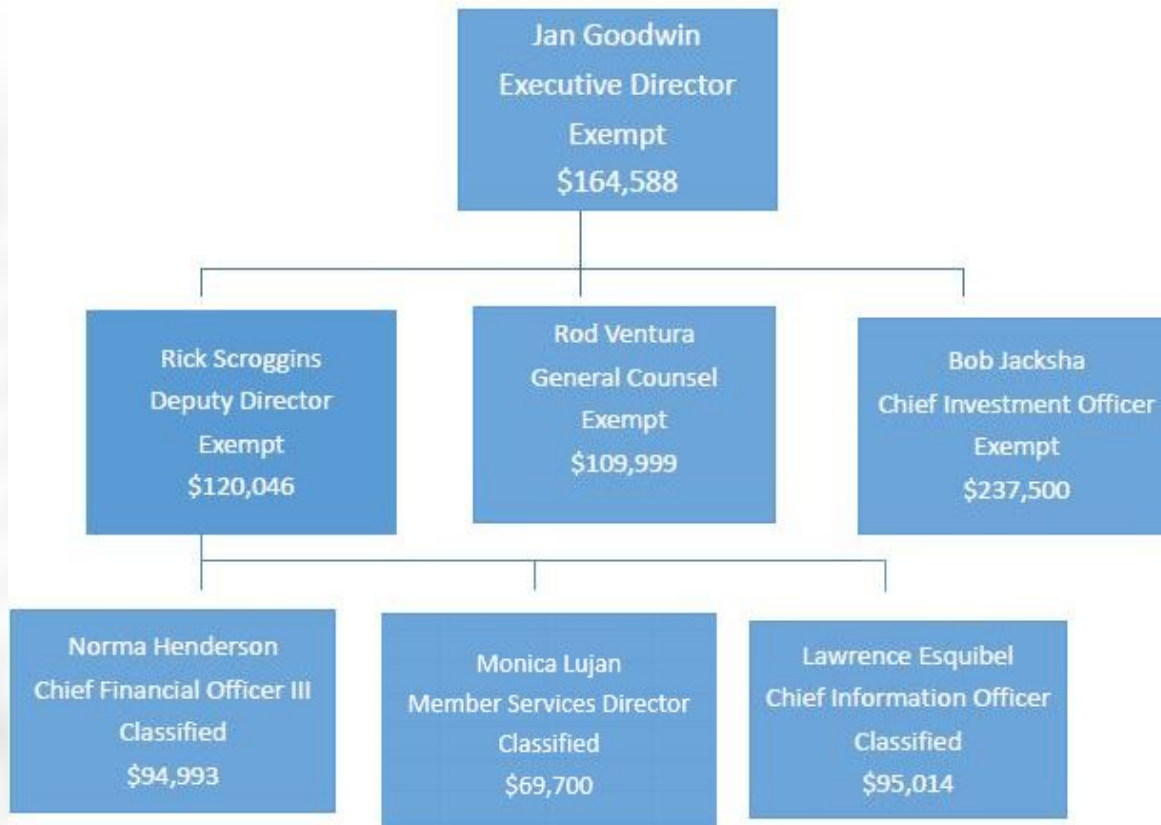 Jan Goodwin
Executive Director
Exempt
$164,588
Rick Scroggins
Deputy Director
Exempt
$120,046
Rod Ventura
General Counsel
Exempt
$109,999
Bob Jacksha
Chief Investment Officer
Exempt
$237,500
Norma Henderson
Chief Financial Officer III
Classified
$94,993
Monica Lujan
Member Services Director
Classified
$69,700
Lawrence Esquibel
Chief Information Officer
Classified
$95,014